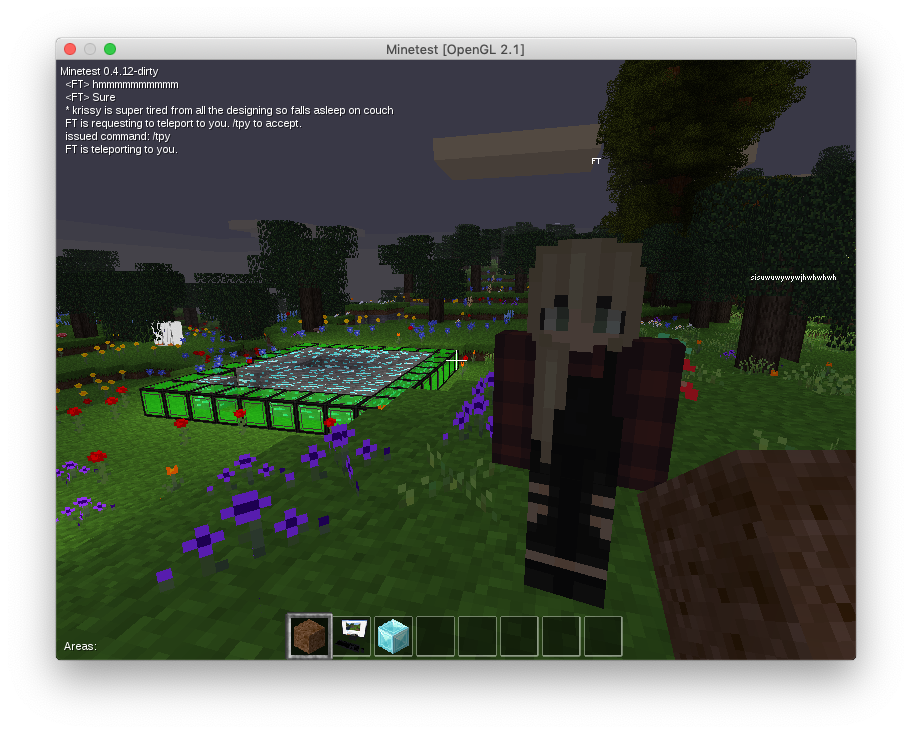 Minetest [OpenGL 2.1]
Minetest 0.4.12-dirty
<FT> hmmmmmmmmmmm
<FT> Sure
* krissy is super tired from all the designing so falls asleep on couch
FT is requesting to teleport to you. /tpy to accept.
issued command: /tpy
FT is teleporting to you.
FT
sisuwuwywywjhwhwhwh
Areas: